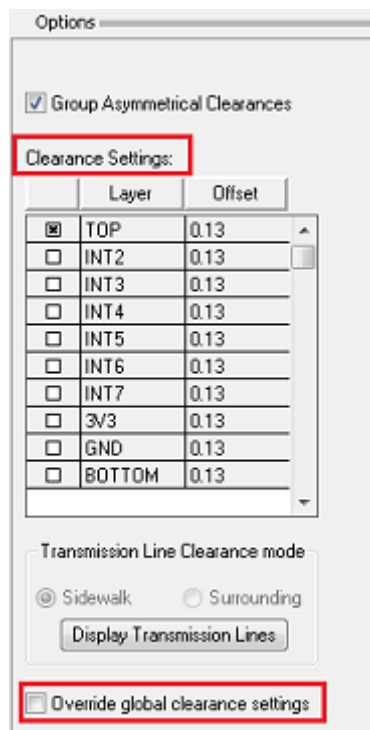 Options
Group Asymmetrical Clearances
Clearance Settings:
Layer Offset
TOP 0.13
INT2 0.13
INT3 0.13
INT4 0.13
INT5 0.13
INT6 0.13
INT7 0.13
3V3 0.13
GND 0.13
BOTTOM 0.13
Transmission Line Clearance mode
Sidewalk Surrounding
Display Transmission Lines
Override global clearance settings